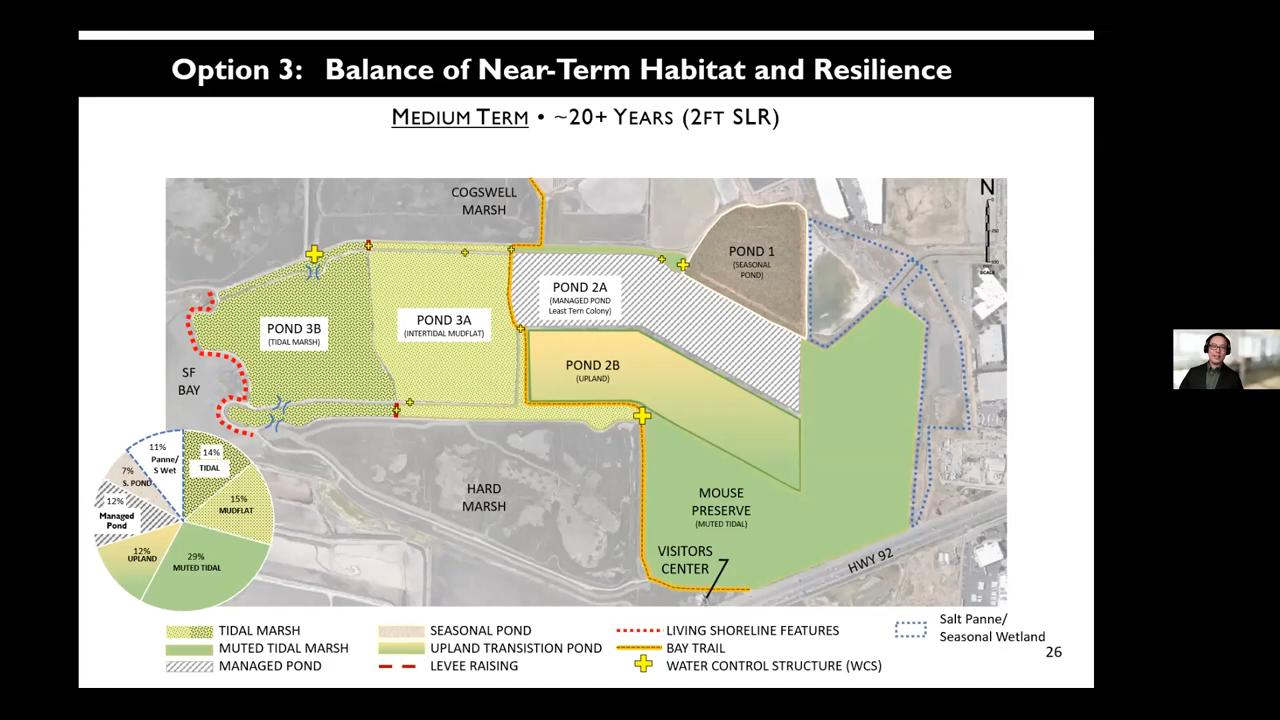 Option 3: Balance of Near-Term Habitat and Resilience
MEDIUM TERM • ~20+ YEARS (2FT SLR)
COGSWELL
MARSH
N
POND 1
(SEASONAL
POND)
SCALE
POND 2A
(MANAGED POND
Least Tern Colony)
POND 3B
(TIDAL MARSH)
POND 3A
(INTERTIDAL MUDFLAT)
POND 2B
(UPLAND)
SF
BAY
HARD
MARSH
MOUSE
PRESERVE
(MUTED TIDAL)
VISITORS
CENTER
HWY 92
11%
Panne/
S Wet
14%
TIDAL
7%
S. POND
15%
MUDFLAT
12%
Managed
Pond
12%
UPLAND
29%
MUTED TIDAL
TIDAL MARSH
MUTED TIDAL MARSH
MANAGED POND
SEASONAL POND
UPLAND TRANSISTION POND
LEVEE RAISING
LIVING SHORELINE FEATURES
BAY TRAIL
WATER CONTROL STRUCTURE (WCS)
Salt Panne/
Seasonal Wetland
26